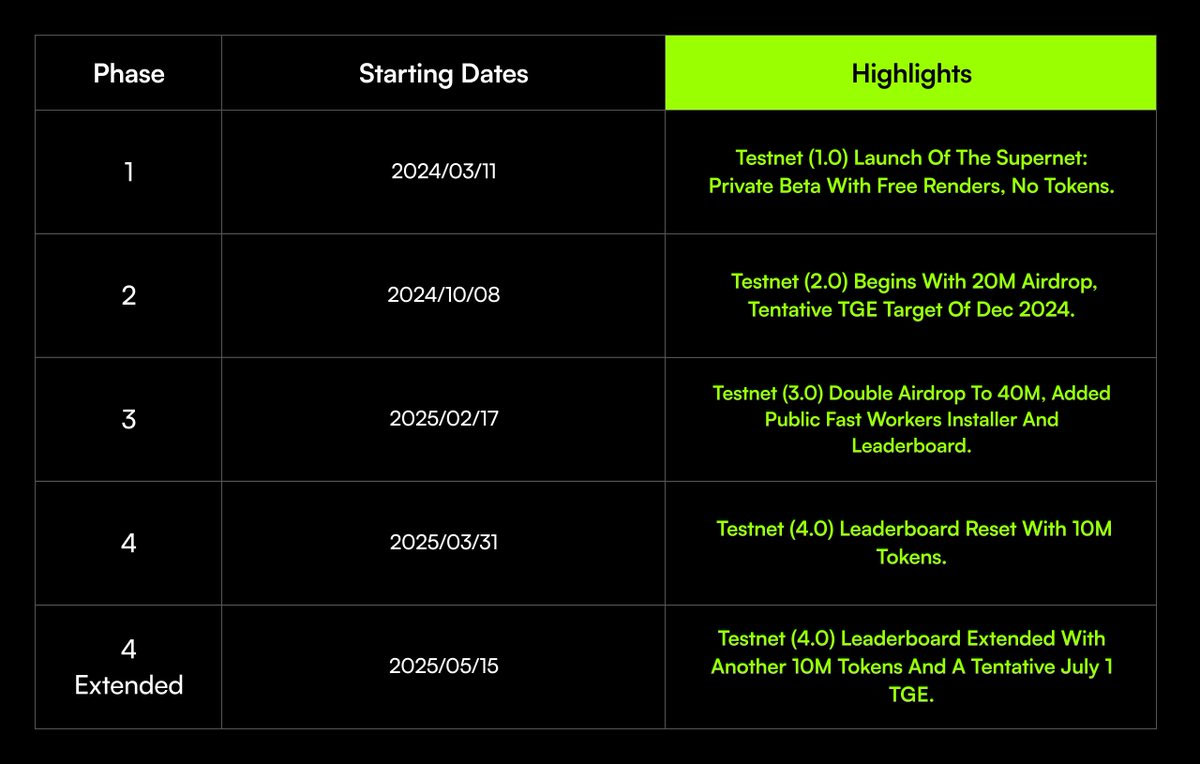 Phase
Starting Dates
Highlights
1
2024/03/11
Testnet (1.0) Launch Of The Supernet:
Private Beta With Free Renders, No Tokens.
2
2024/10/08
Testnet (2.0) Begins With 20M Airdrop,
Tentative TGE Target Of Dec 2024.
3
2025/02/17
Testnet (3.0) Double Airdrop To 40M, Added
Public Fast Workers Installer And
Leaderboard.
4
2025/03/31
Testnet (4.0) Leaderboard Reset With 10M
Tokens.
4
Extended
2025/05/15
Testnet (4.0) Leaderboard Extended With
Another 10M Tokens And A Tentative July 1
TGE.